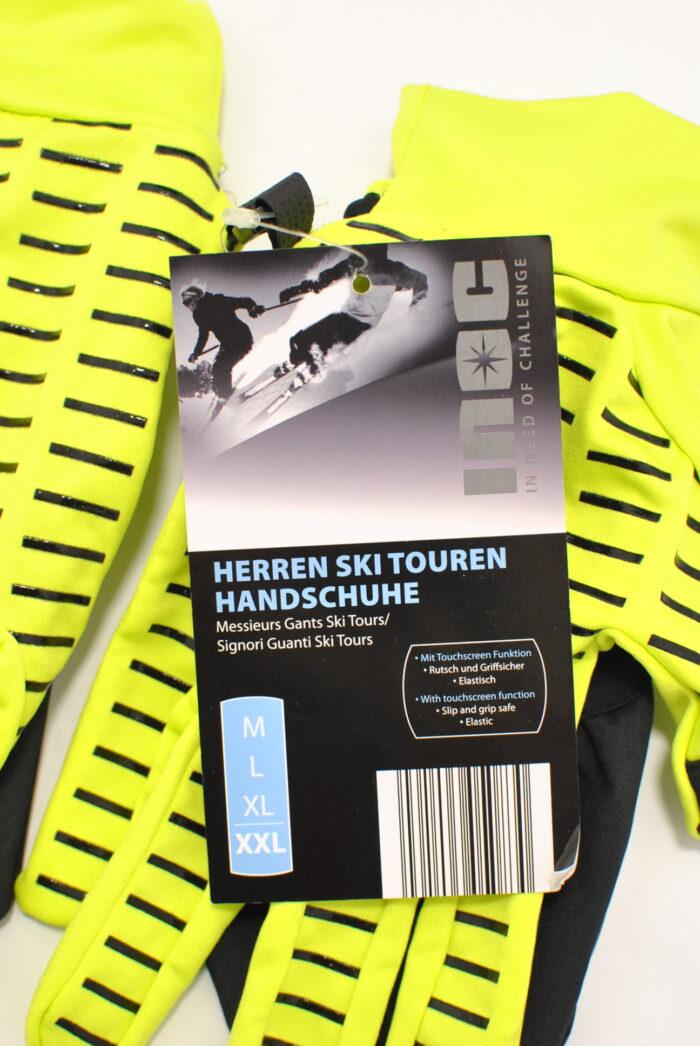 inoc
IN NEED OF CHALLENGE
HERREN SKI TOUREN
HANDSCHUHE
Messieurs Gants Ski Tours/
Signori Guanti Ski Tours
• Mit Touchscreen Funktion
• Rutsch und Griffsicher
• Elastisch
• With touchscreen function
• Slip and grip safe
• Elastic
M
L
XL
XXL